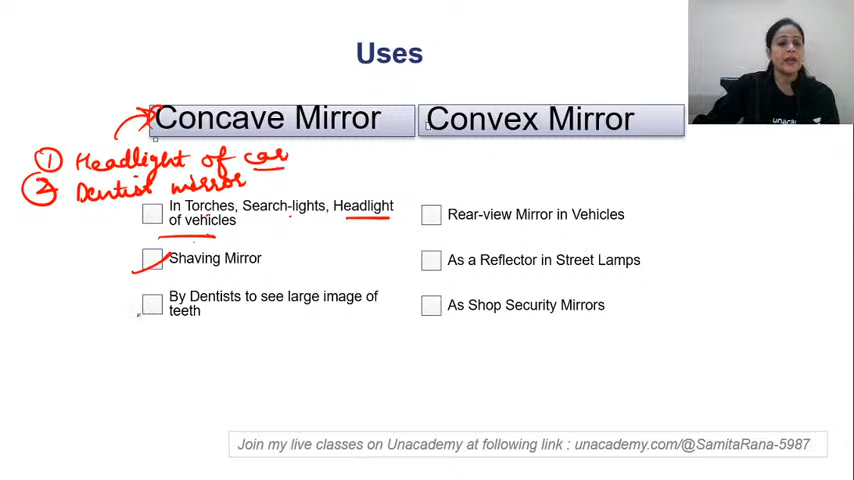 Uses
Concave Mirror
Convex Mirror
① Headlight of car
② Dentist mirror
In Torches, Search-lights, Headlight
of vehicles
Shaving Mirror
By Dentists to see large image of
teeth
Rear-view Mirror in Vehicles
As a Reflector in Street Lamps
As Shop Security Mirrors
unaca
Join my live classes on Unacademy at following link : unacademy.com/@SamitaRana-5987